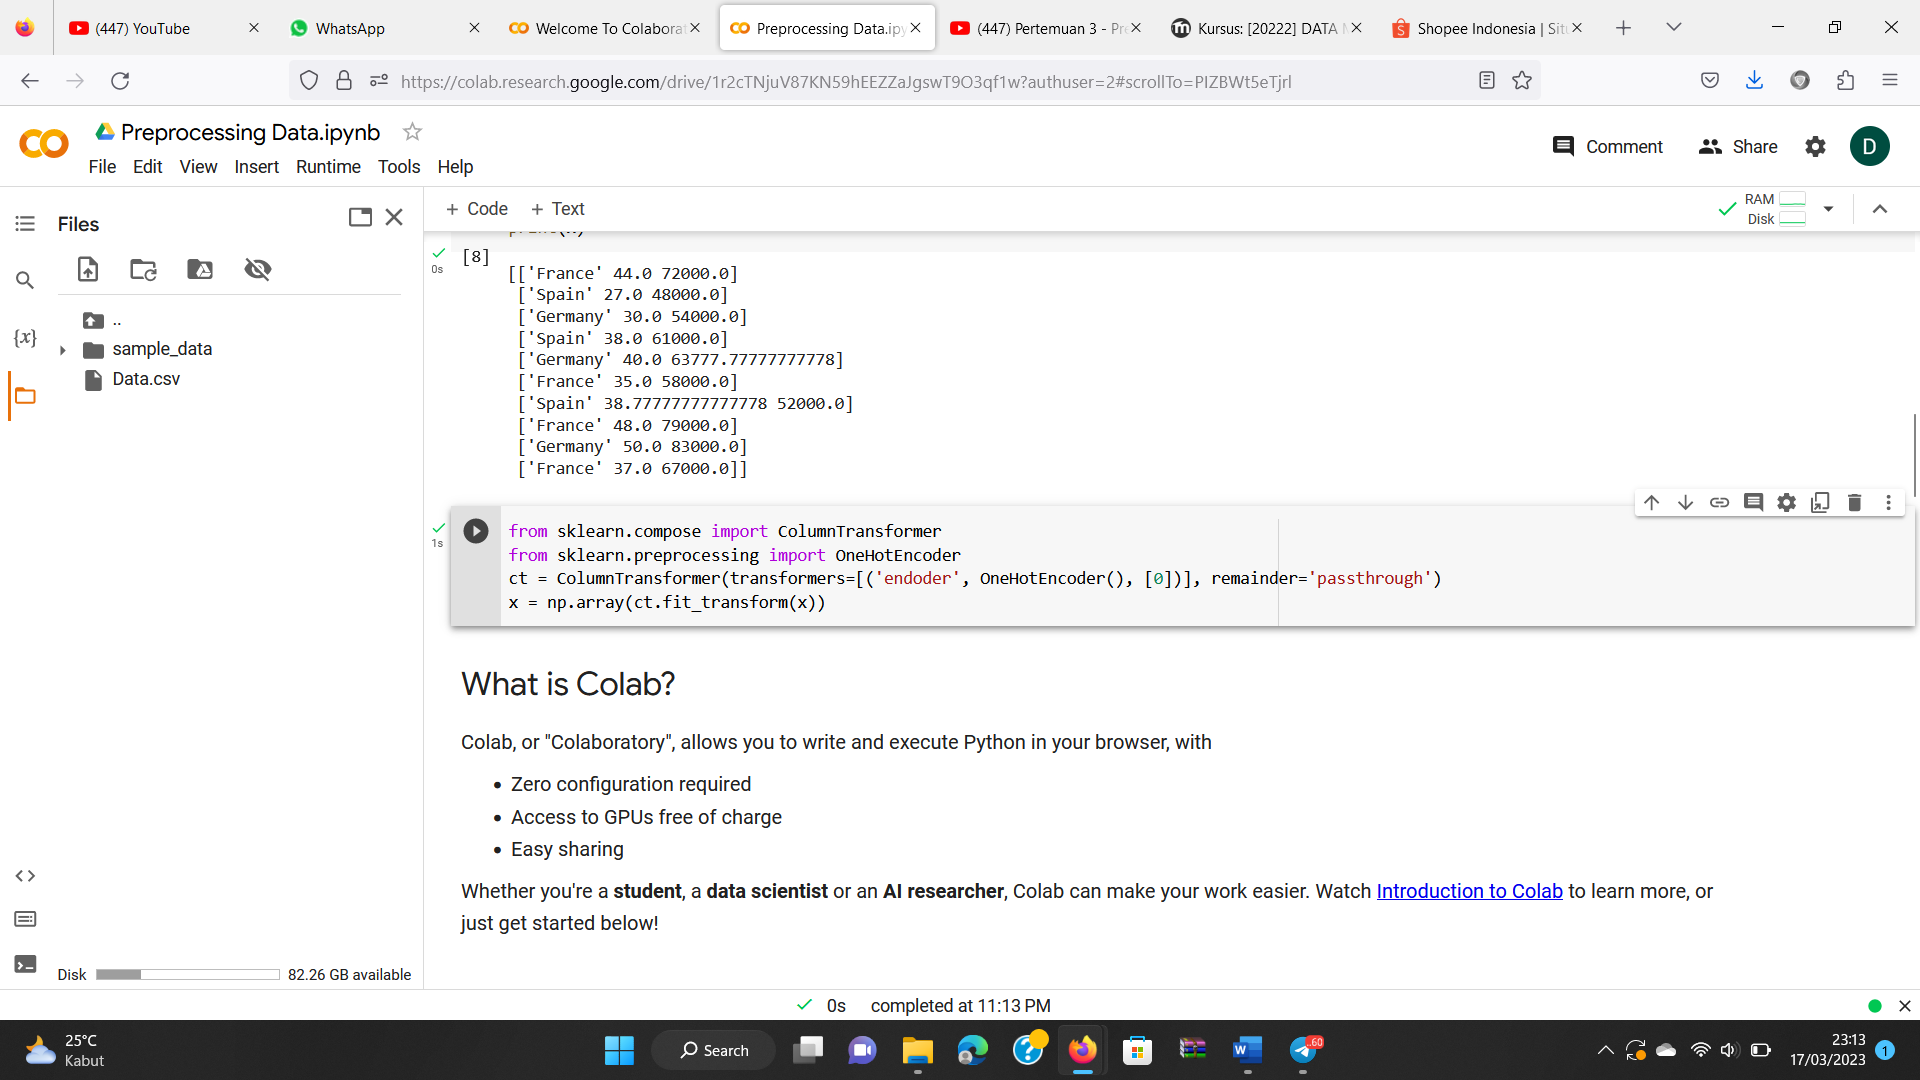 (447) YouTube
WhatsApp
Welcome To Colaborat
Preprocessing Data.ipy
(447) Pertemuan 3 - Pr
Kursus: [20222] DATA M
Shopee Indonesia | Sit
https://colab.research.google.com/drive/1r2cTNjuV87KN59hEEZZaJgswT9O3qf1w?authuser=2#scrollTo=PIZBWt5eTjrl
Preprocessing Data.ipynb
Comment
Share
D
File Edit View Insert Runtime Tools Help
Files
+ Code + Text
RAM
Disk
..
sample_data
Data.csv
{x}
0s
[8]
[['France' 44.0 72000.0]
['Spain' 27.0 48000.0]
['Germany' 30.0 54000.0]
['Spain' 38.0 61000.0]
['Germany' 40.0 63777.77777777778]
['France' 35.0 58000.0]
['Spain' 38.77777777777778 52000.0]
['France' 48.0 79000.0]
['Germany' 50.0 83000.0]
['France' 37.0 67000.0]]
1s
from sklearn.compose import ColumnTransformer
from sklearn.preprocessing import OneHotEncoder
ct = ColumnTransformer(transformers=[('endoder', OneHotEncoder(), [0])], remainder='passthrough')
x = np.array(ct.fit_transform(x))
What is Colab?
Colab, or "Colaboratory", allows you to write and execute Python in your browser, with
• Zero configuration required
• Access to GPUs free of charge
• Easy sharing
Whether you're a student, a data scientist or an AI researcher, Colab can make your work easier. Watch Introduction to Colab to learn more, or
just get started below!
Disk 82.26 GB available
0s completed at 11:13 PM
25°C
Kabut
Search
60
23:13
17/03/2023
1